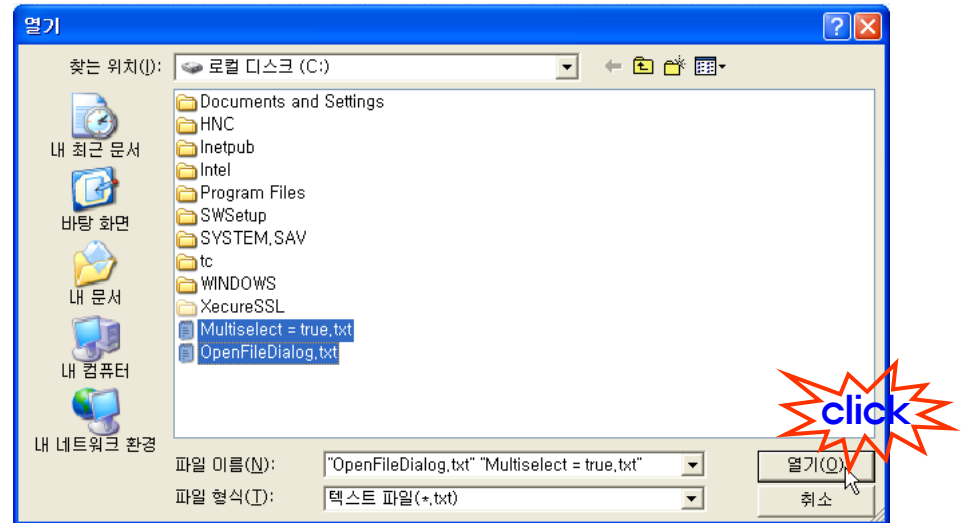 열기
찾는 위치(I):
로컬 디스크 (C:)
Documents and Settings
HNC
Inetpub
Intel
Program Files
SWSetup
SYSTEM.SAV
tc
WINDOWS
XecureSSL
Multiselect = true.txt
OpenFileDialog.txt
내 최근 문서
바탕 화면
내 문서
내 컴퓨터
내 네트워크 환경
파일 이름(N):
"OpenFileDialog.txt" "Multiselect = true.txt"
열기(O)
파일 형식(T):
텍스트 파일(*.txt)
취소
click